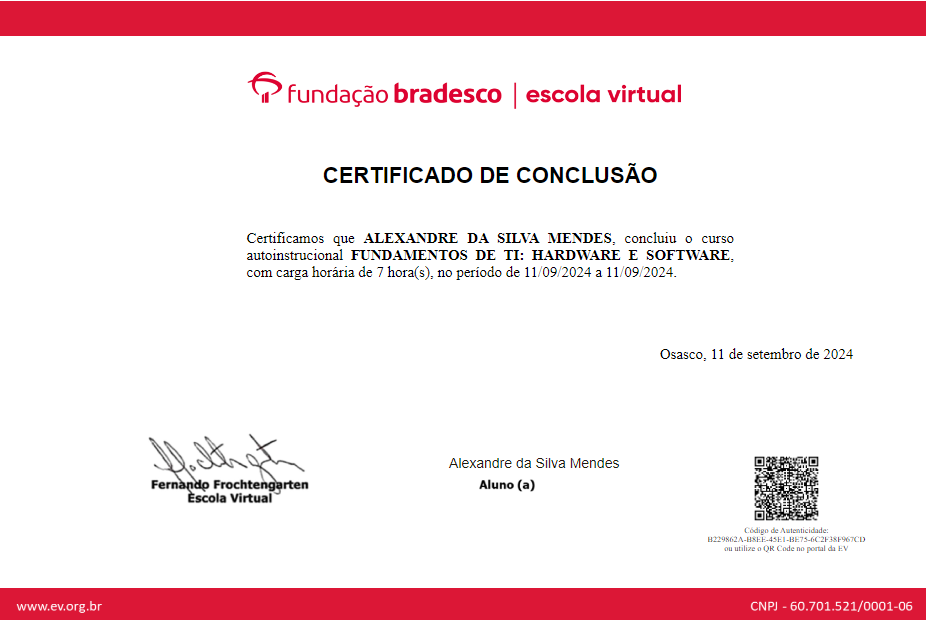 fundação bradesco | escola virtual
CERTIFICADO DE CONCLUSÃO
Certificamos que ALEXANDRE DA SILVA MENDES, concluiu o curso
autoinstrucional FUNDAMENTOS DE TI: HARDWARE E SOFTWARE,
com carga horária de 7 hora(s), no período de 11/09/2024 a 11/09/2024.
Osasco, 11 de setembro de 2024
Fernando Frochtengarten
Escola Virtual
Alexandre da Silva Mendes
Aluno (a)
Código de Autenticidade:
B229862A-B8EE-45E1-BE75-6C2F38F967CD
ou utilize o QR Code no portal da EV
www.ev.org.br
CNPJ - 60.701.521/0001-06